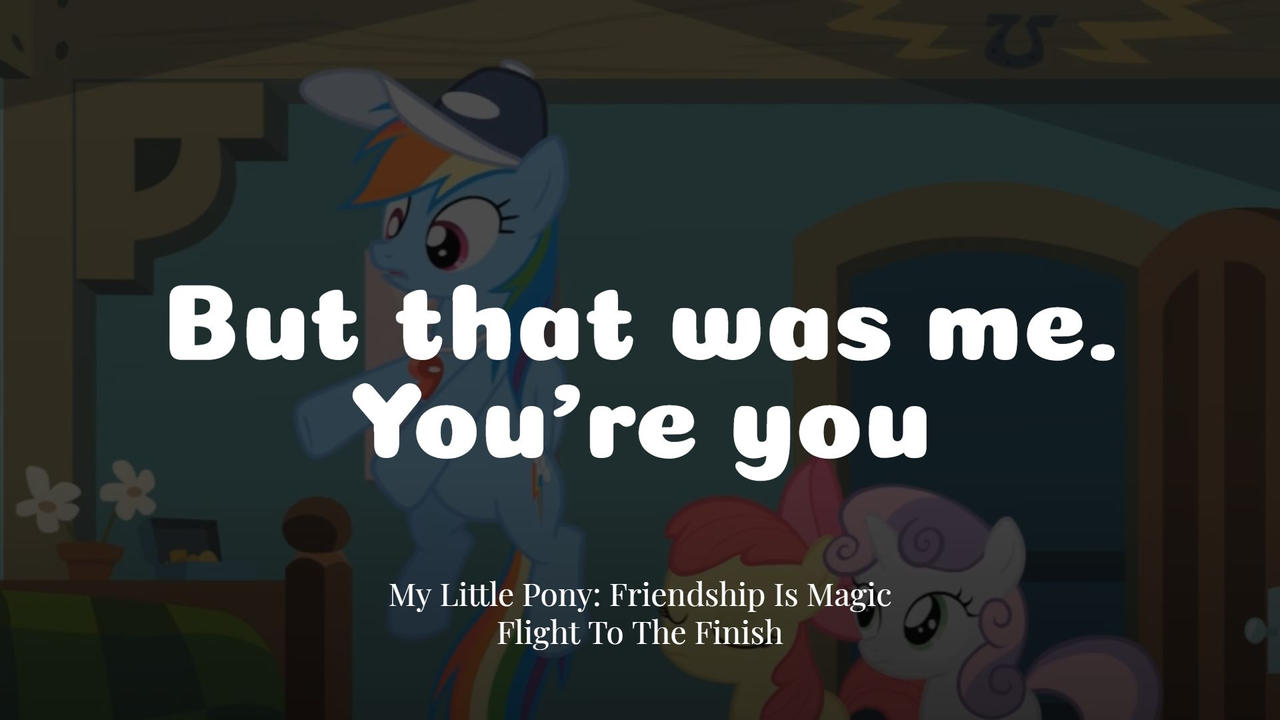 But that was me.
You’re you
My Little Pony: Friendship Is Magic
Flight To The Finish